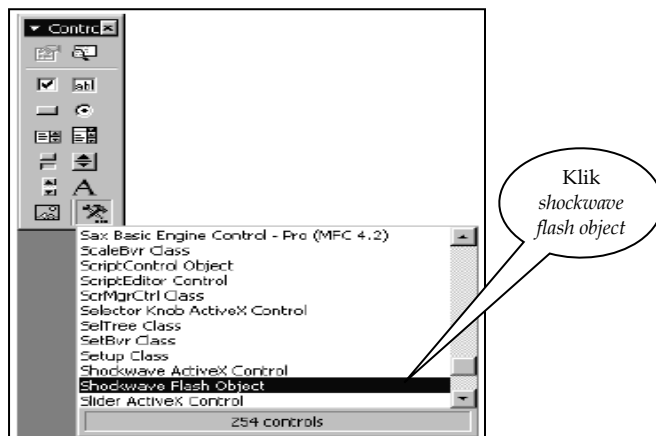 Contro
abl
A
Sax Basic Engine Control - Pro (MFC 4.2)
ScaleBvr Class
ScriptControl Object
ScriptEditor Control
ScrMgrCtrl Class
Selector Knob ActiveX Control
SelTree Class
SetBvr Class
Setup Class
Shockwave ActiveX Control
Shockwave Flash Object
Slider ActiveX Control
254 controls
Klik
shockwave
flash object